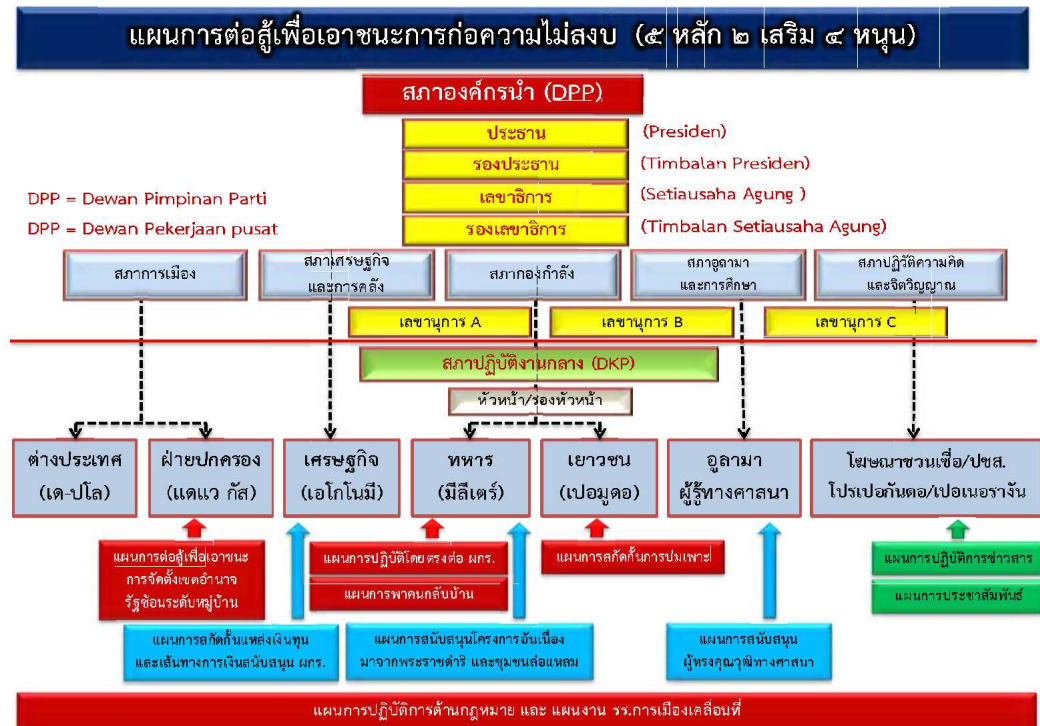 แผนการต่อสู้เพื่อเอาชนะการก่อความไม่สงบ (๕ หลัก ๒ เสริม ๔ หนุน)
สภาองค์กรนำ (DPP)
ประธาน (Presiden)
รองประธาน (Timbalan Presiden)
DPP = Dewan Pimpinan Parti
เลขาธิการ (Setiausaha Agung )
DPP = Dewan Pekerjaan pusat
รองเลขาธิการ (Timbalan Setiausaha Agung)
สภาการเมือง
สภาเศรษฐกิจ
และการคลัง
สภากองกำลัง
สภาอูลามา
และการศึกษา
สภาปฏิวัติความคิด
และจิตวิญญาณ
เลขานุการ A
เลขานุการ B
เลขานุการ C
สภาปฏิบัติงานกลาง (DKP)
หัวหน้า/รองหัวหน้า
ต่างประเทศ
(เด-ปโล)
ฝ่ายปกครอง
(แดแว กัส)
เศรษฐกิจ
(เอโกโนมี)
ทหาร
(มีลีเตร์)
เยาวชน
(เปอมูดอ)
อูลามา
ผู้รู้ทางศาสนา
โฆษณาชวนเชื่อ/ปชส.
โปรเปอกันดอ/เปอเนอรางัน
แผนการต่อสู้เพื่อเอาชนะ
การจัดตั้งเขตอำนาจ
รัฐซ้อนระดับหมู่บ้าน
แผนการปฏิบัติโดยตรงต่อ ผกร.
แผนการพาคนกลับบ้าน
แผนการสกัดกั้นการบ่มเพาะ
แผนการปฏิบัติการข่าวสาร
แผนการประชาสัมพันธ์
แผนการสกัดกั้นแหล่งเงินทุน
และเส้นทางการเงินสนับสนุน ผกร.
แผนการสนับสนุนโครงการอันเนื่อง
มาจากพระราชดำริ และชุมชนล่อแหลม
แผนการสนับสนุน
ผู้ทรงคุณวุฒิทางศาสนา
แผนการปฏิบัติการด้านกฎหมาย และ แผนงาน รร.การเมืองเคลื่อนที่